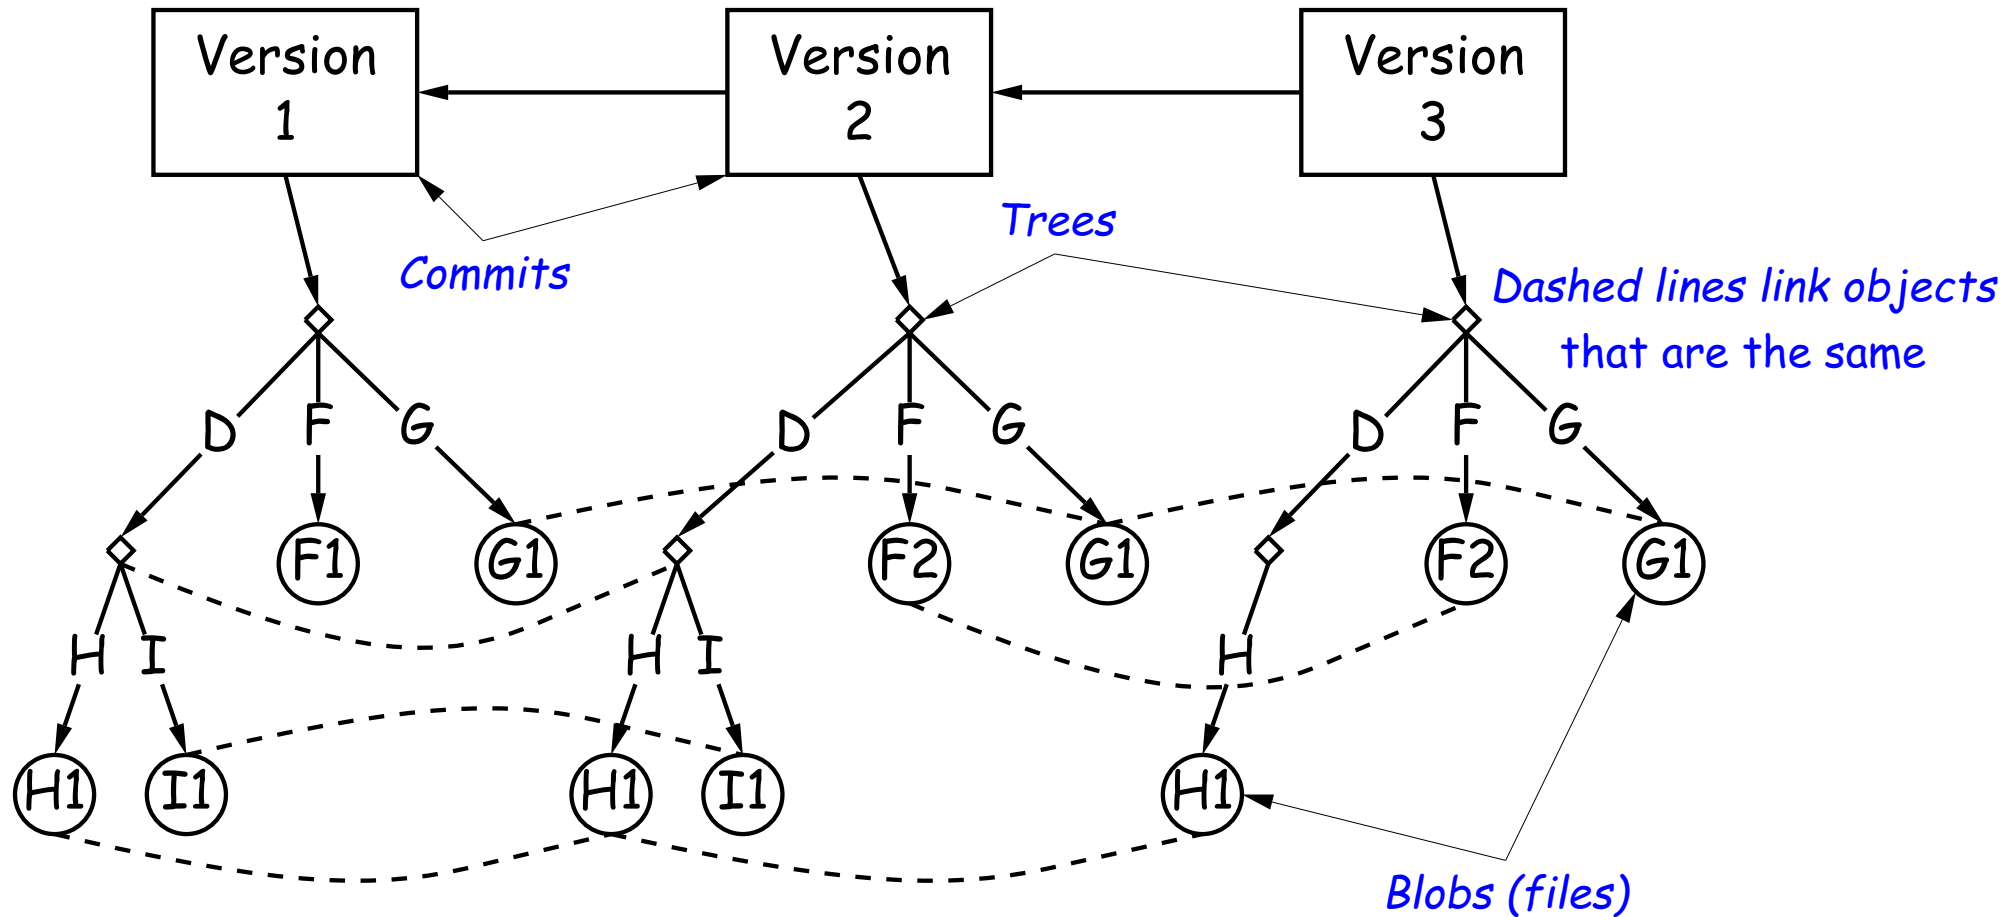 Version
1
Version
2
Version
3
Commits
Trees
Dashed lines link objects
that are the same
D
F
G
D
F
G
D
F
G
F1
G1
F2
G1
F2
G1
H
I
H
I
H
H1
I1
H1
I1
H1
Blobs (files)